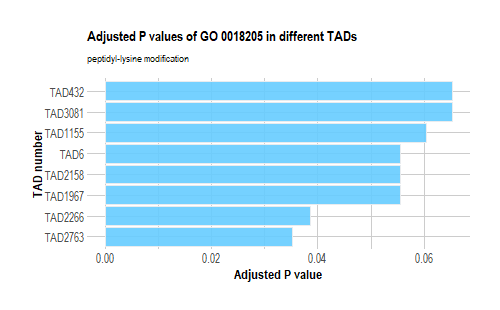 Adjusted P values of GO 0018205 in different TADs
peptidyl-lysine modification
TAD432
TAD3081
TAD1155
TAD6
TAD2158
TAD1967
TAD2266
TAD2763
TAD number
0.00 0.02 0.04 0.06
Adjusted P value